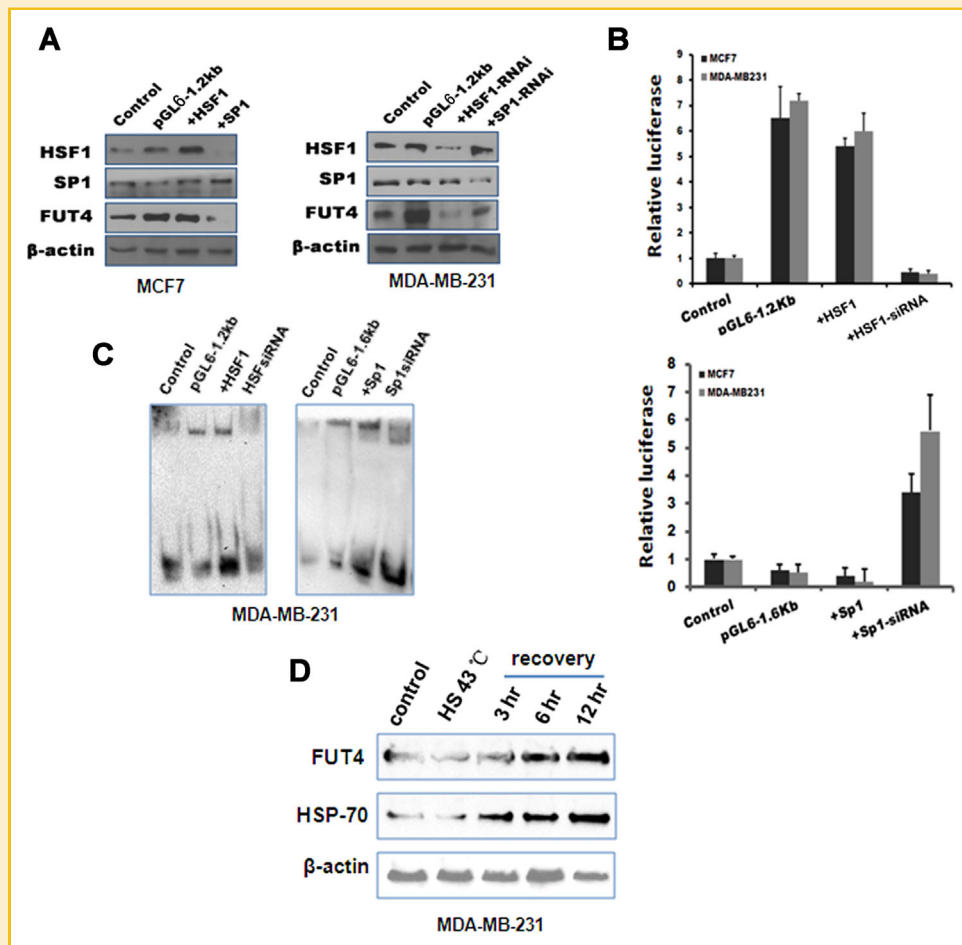 A
Control
pGL6-1.2kb
+HSF1
+SP1
HSF1
SP1
FUT4
β-actin
MCF7
Control
pGL6-1.2kb
+HSF1-RNAi
+SP1-RNAi
HSF1
SP1
FUT4
β-actin
MDA-MB-231
B
Relative luciferase
9
8
7
6
5
4
3
2
1
0
MCF7
MDA-MB231
Control
pGL6-1.2Kb
+HSF1
+HSF1-siRNA
Relative luciferase
8
7
6
5
4
3
2
1
0
MCF7
MDA-MB231
Control
pGL6-1.6Kb
+Sp1
+Sp1-siRNA
C
Control
pGL6-1.2kb
+HSF1
HSFsiRNA
Control
pGL6-1.6kb
+Sp1
Sp1siRNA
MDA-MB-231
D
control
HS 43 ℃
recovery
3 hr
6 hr
12 hr
FUT4
HSP-70
β-actin
MDA-MB-231